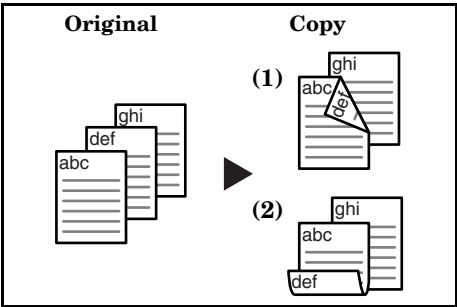 Original
Copy
ghi
def
abc
(1)
ghi
abc
def
(2)
ghi
abc
def